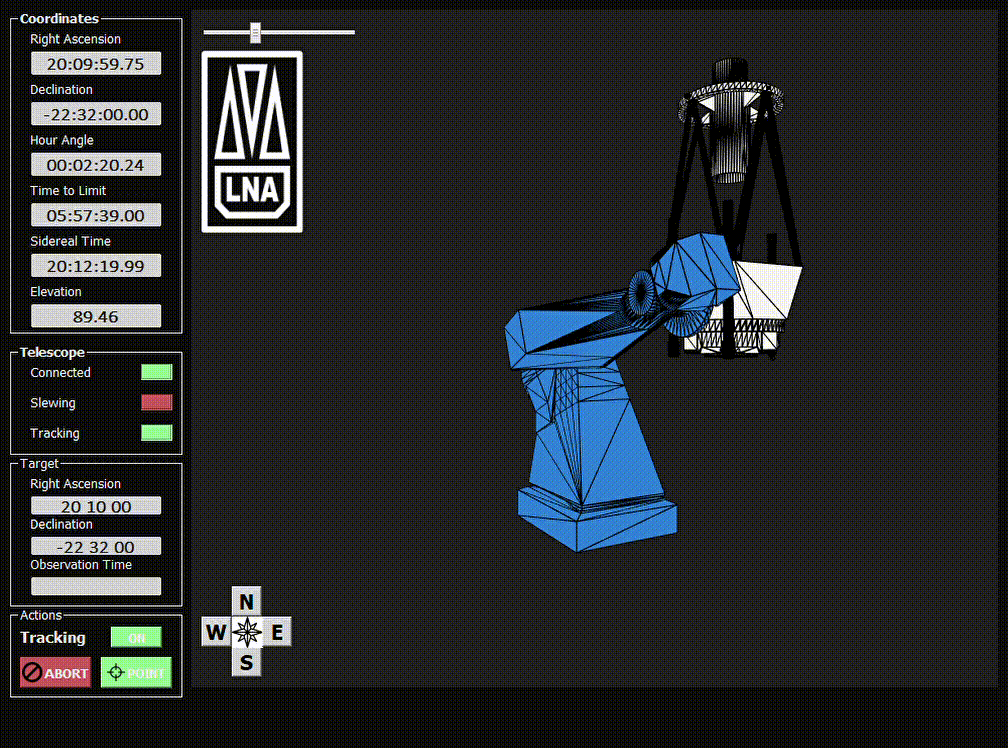 Coordinates
Right Ascension
20:09:59.75
Declination
-22:32:00.00
Hour Angle
00:02:20.24
Time to Limit
05:57:39.00
Sidereal Time
20:12:19.99
Elevation
89.46
Telescope
Connected
Slewing
Tracking
Target
Right Ascension
20 10 00
Declination
-22 32 00
Observation Time
Actions
Tracking ON
ABORT POINT
LNA
N
W E
S